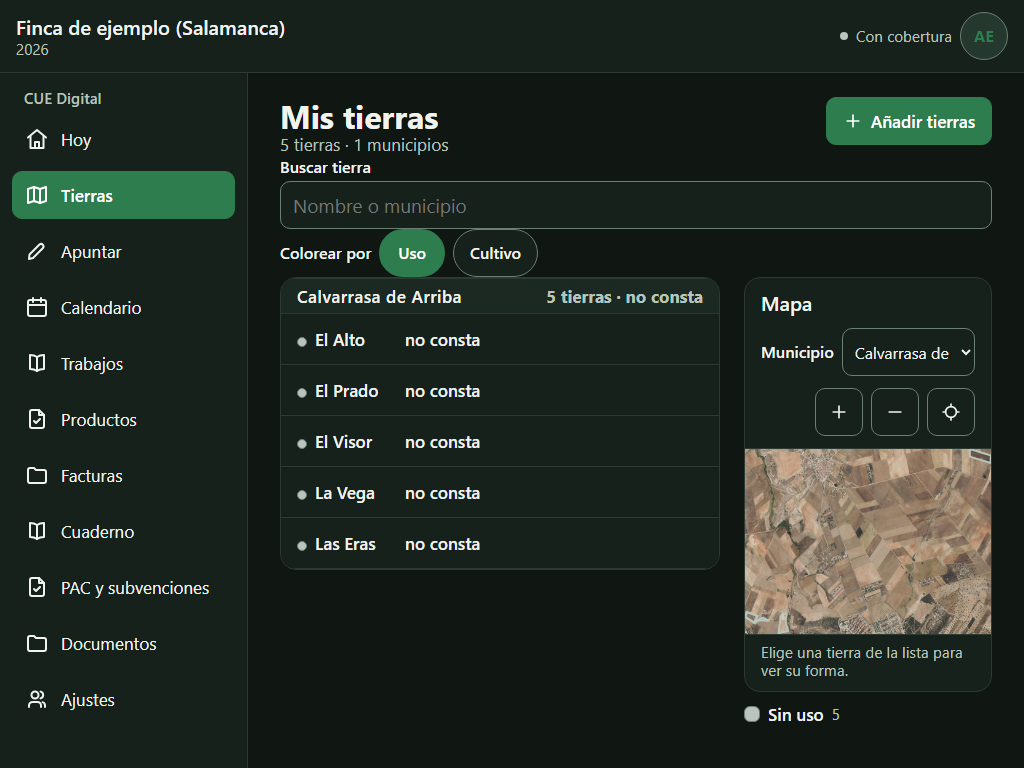 Finca de ejemplo (Salamanca)
2026
Con cobertura
AE
CUE Digital
Hoy
Tierras
Apuntar
Calendario
Trabajos
Productos
Facturas
Cuaderno
PAC y subvenciones
Documentos
Ajustes
Mis tierras
5 tierras · 1 municipios
Añadir tierras
Buscar tierra
Nombre o municipio
Colorear por
Uso
Cultivo
Calvarrasa de Arriba
5 tierras · no consta
El Alto no consta
El Prado no consta
El Visor no consta
La Vega no consta
Las Eras no consta
Mapa
Municipio
Calvarrasa de
Elige una tierra de la lista para
ver su forma.
Sin uso 5